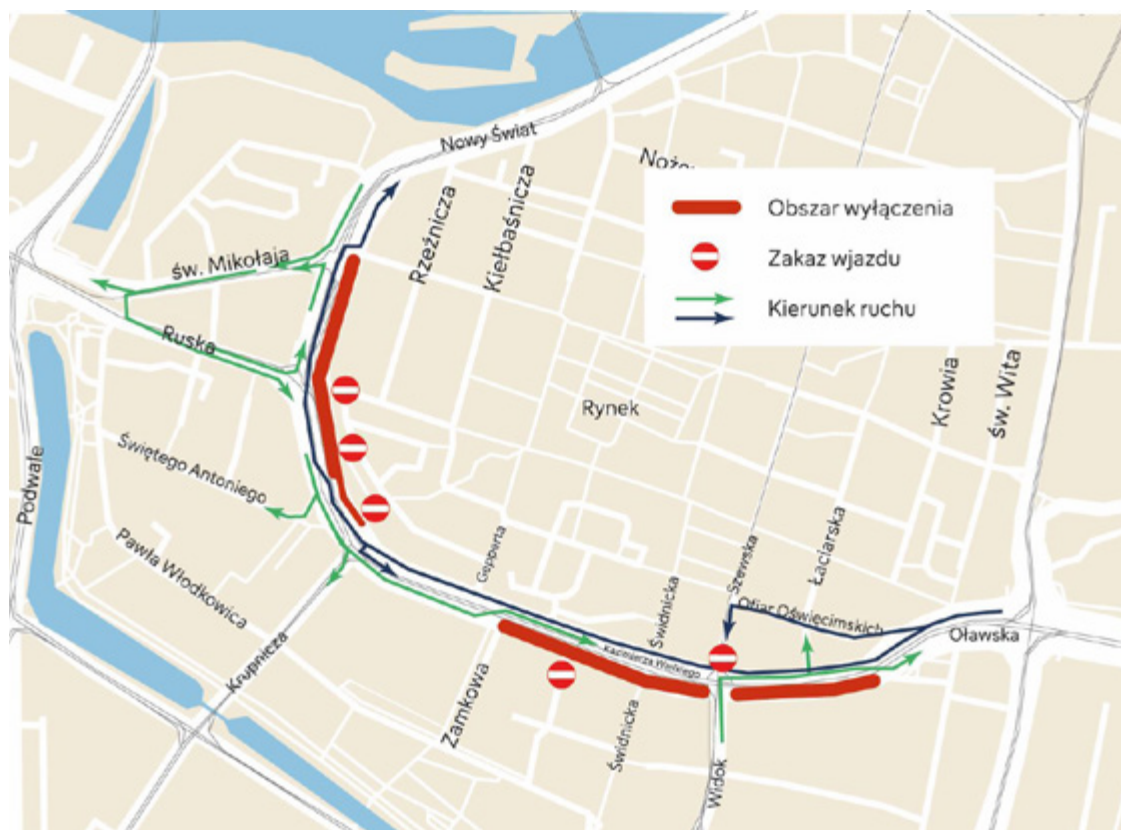 Nowy Świat
Rzeźnicza
Kiełbaśnicza
Obszar wyłączenia
Zakaz wjazdu
Kierunek ruchu
św. Mikołaja
Ruska
Rynek
Krowia
św. Wita
Podwale
Świętego Antoniego
Pawła Włodkowica
Krupnicza
Gepperta
Świdnicka
Szewska
Łaciarska
Ofiar Oświęcimskich
Oławska
Kazimierza Wielkiego
Zamkowa
Świdnicka
Widok